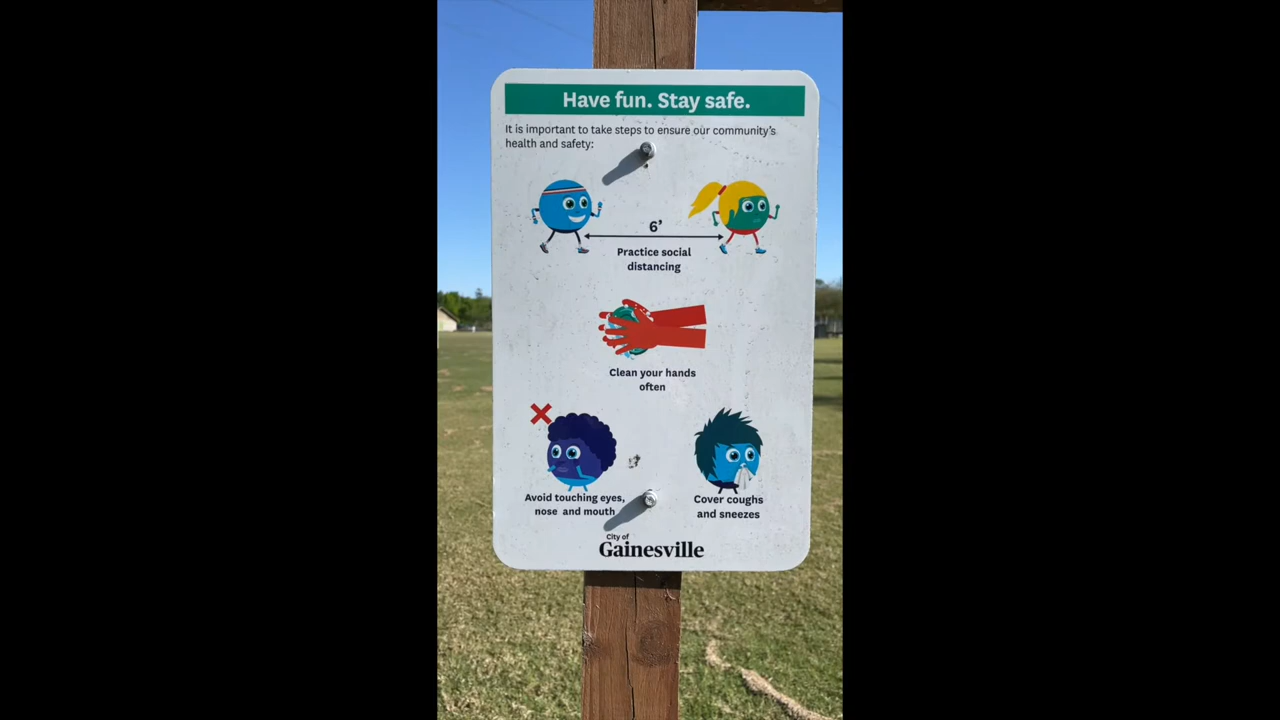 Have fun. Stay safe.
It is important to take steps to ensure our community's
health and safety:
6'
Practice social
distancing
Clean your hands
often
Avoid touching eyes,
nose and mouth
Cover coughs
and sneezes
City of
Gainesville